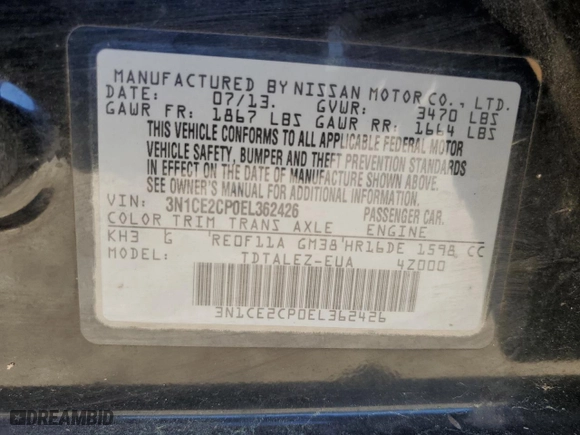 MANUFACTURED BY NISSAN MOTOR CO., LTD.
DATE: 07/13. GVWR: 3470 LBS
GAWR FR: 1867 LBS GAWR RR: 1664 LBS
THIS VEHICLE CONFORMS TO ALL APPLICABLE FEDERAL MOTOR
VEHICLE SAFETY, BUMPER AND THEFT PREVENTION STANDARDS
IN EFFECT ON THE DATE OF MANUFACTURE SHOWN ABOVE.
SEE OWNER'S MANUAL FOR ADDITIONAL INFORMATION.
VIN: 3N1CE2CP0EL362426 PASSENGER CAR.
COLOR TRIM TRANS AXLE ENGINE
KH3 G RE0F11A GM38 HR16DE 1598 CC
TDTALEZ-EUA 4Z000
3N1CE2CP0EL362426
DREAMBID